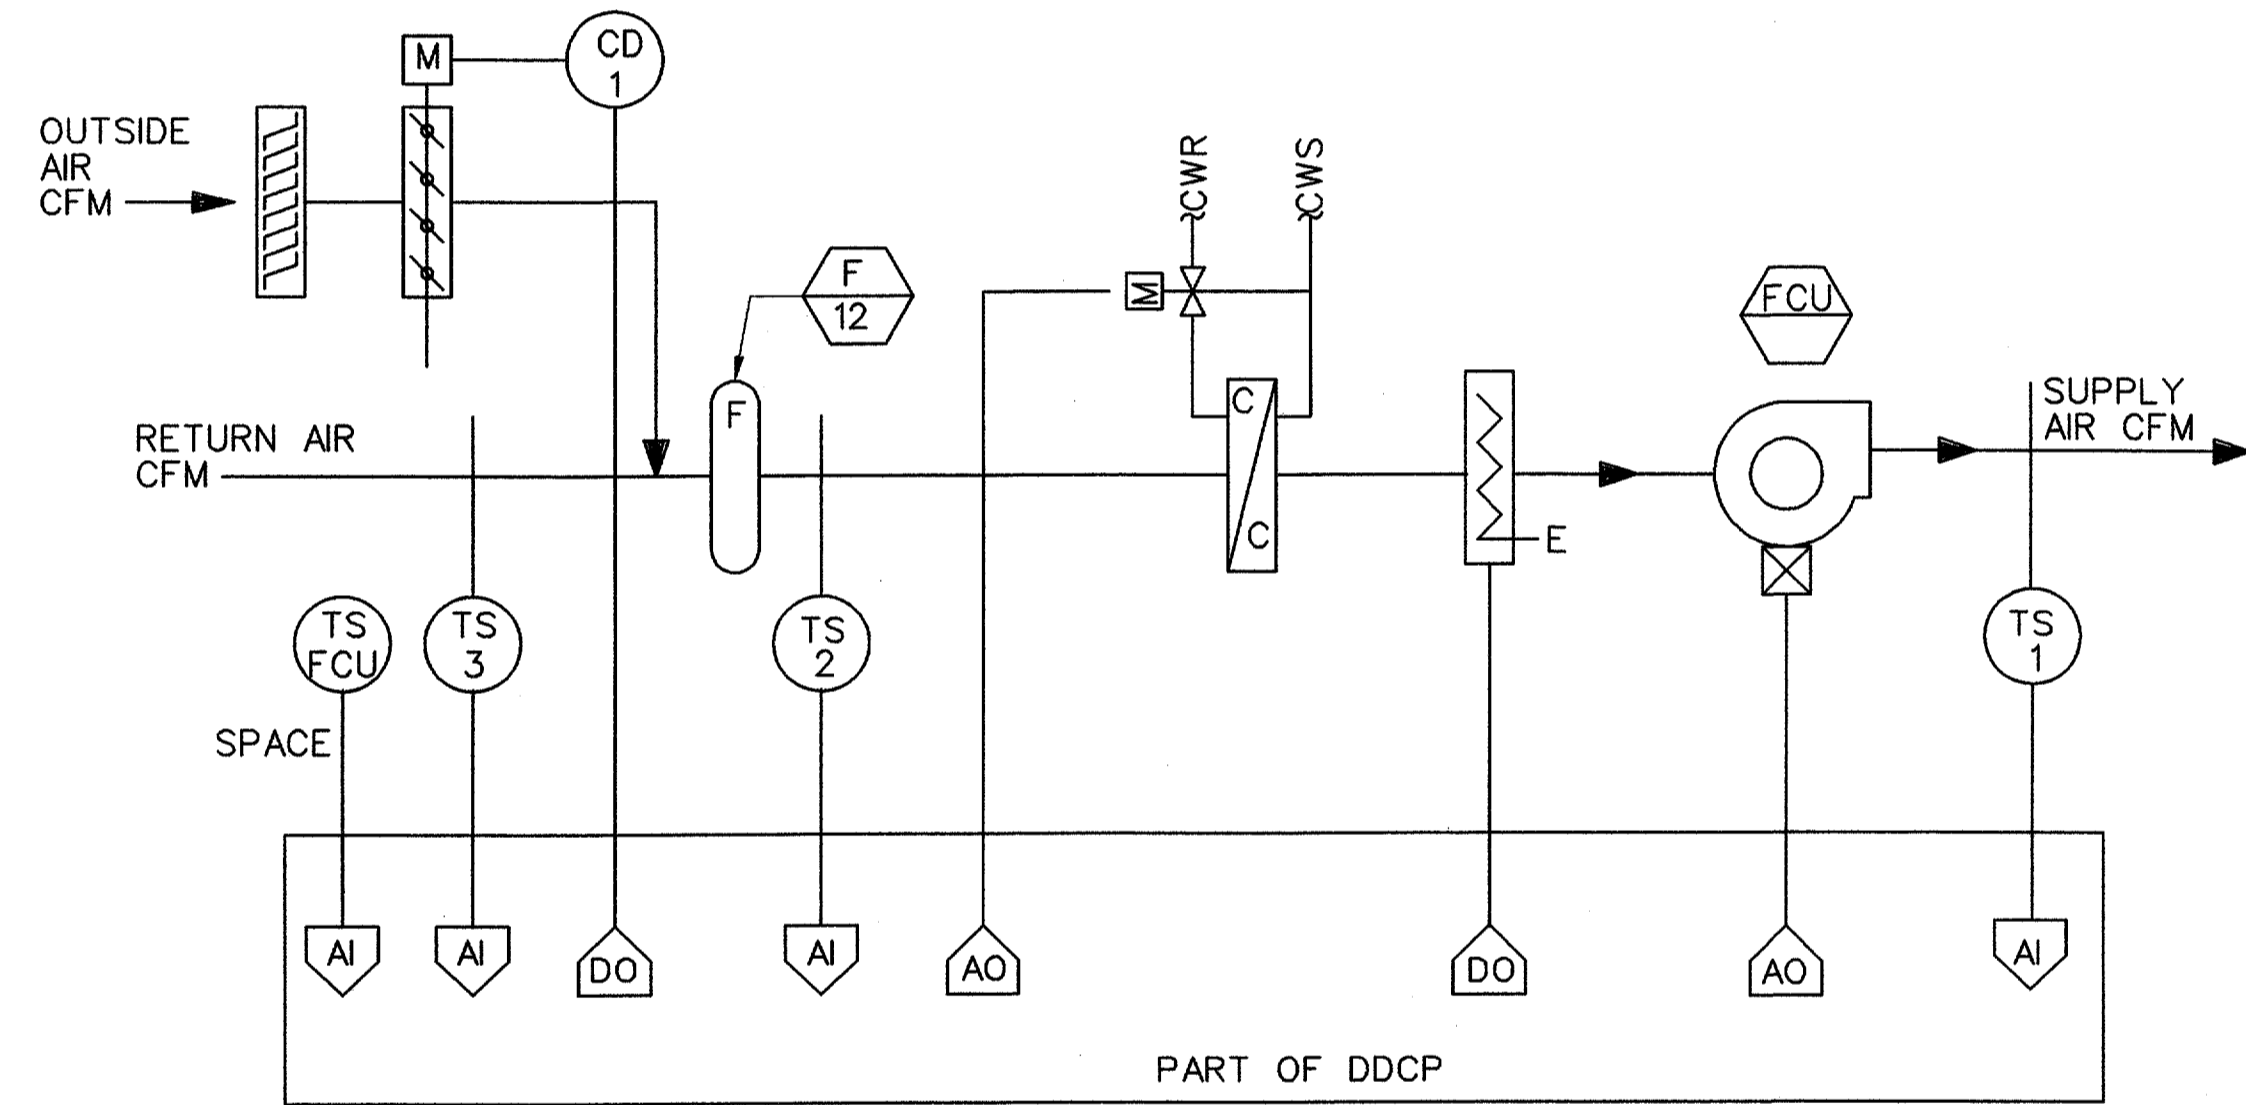 M
CD
1
OUTSIDE
AIR
CFM
CWR
CWS
F
12
FCU
RETURN AIR
CFM
F
C
C
E
SUPPLY
AIR CFM
TS
FCU
TS
3
TS
2
M
TS
1
SPACE
AI
AI
DO
AI
AO
DO
AO
AI
PART OF DDCP